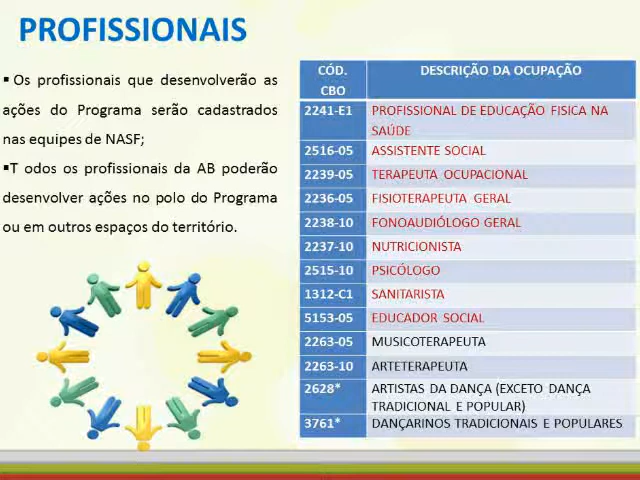 PROFISSIONAIS
▪ Os profissionais que desenvolverão as
ações do Programa serão cadastrados
nas equipes de NASF;
▪T odos os profissionais da AB poderão
desenvolver ações no polo do Programa
ou em outros espaços do território.
CÓD. CBO DESCRIÇÃO DA OCUPAÇÃO
2241-E1 PROFISSIONAL DE EDUCAÇÃO FISICA NA
SAÚDE
2516-05 ASSISTENTE SOCIAL
2239-05 TERAPEUTA OCUPACIONAL
2236-05 FISIOTERAPEUTA GERAL
2238-10 FONOAUDIÓLOGO GERAL
2237-10 NUTRICIONISTA
2515-10 PSICÓLOGO
1312-C1 SANITARISTA
5153-05 EDUCADOR SOCIAL
2263-05 MUSICOTERAPEUTA
2263-10 ARTETERAPEUTA
2628* ARTISTAS DA DANÇA (EXCETO DANÇA
TRADICIONAL E POPULAR)
3761* DANÇARINOS TRADICIONAIS E POPULARES